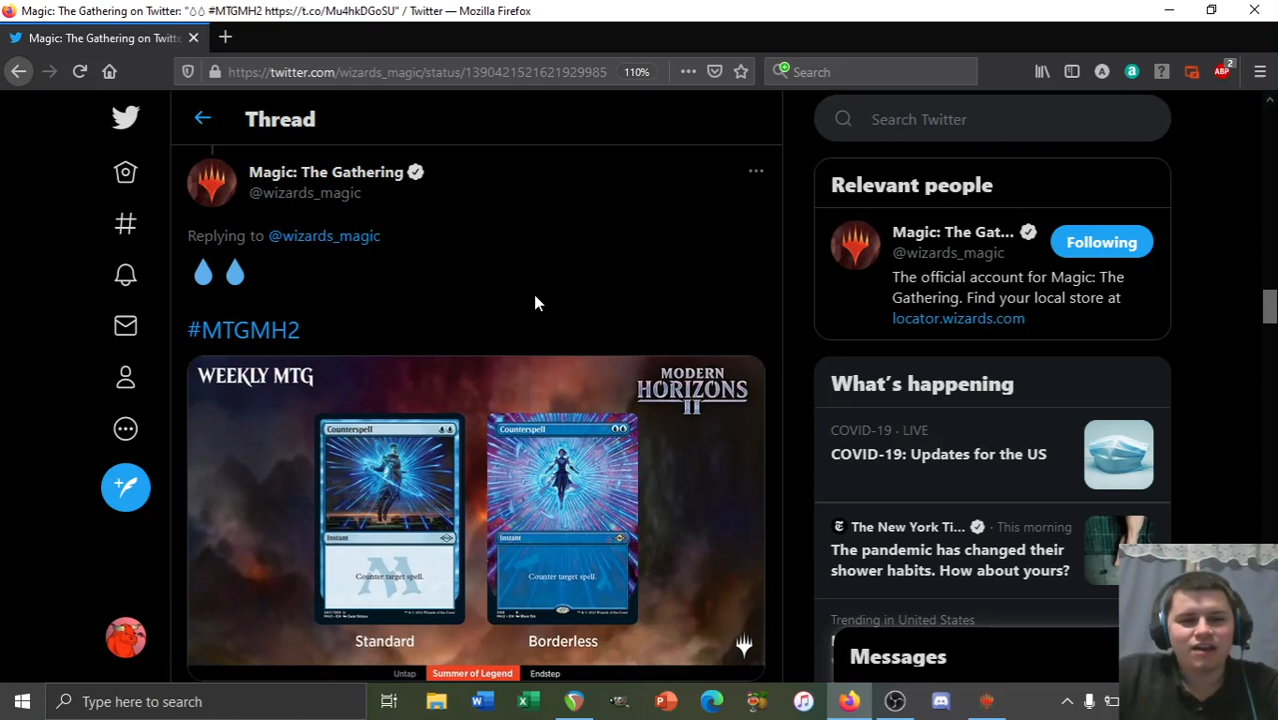 Magic: The Gathering on Twitter: "💧💧 #MTGMH2 https://t.co/Mu4hkDGoSU" / Twitter — Mozilla Firefox
Magic: The Gathering on Twitte
https://twitter.com/wizards_magic/status/1390421521621929985
110%
Search
ABP
2
Thread
Search Twitter
Magic: The Gathering
@wizards_magic
Replying to @wizards_magic
💧💧
#MTGMH2
WEEKLY MTG
MODERN
HORIZONS
II
Counterspell
Instant
Counter target spell.
Standard
Counterspell
Instant
Counter target spell.
Borderless
Untap
Summer of Legend
Endstep
Relevant people
Magic: The Gat...
@wizards_magic
Following
The official account for Magic: The
Gathering. Find your local store at
locator.wizards.com
What's happening
COVID-19 · LIVE
COVID-19: Updates for the US
The New York Ti... · This morning
The pandemic has changed their
shower habits. How about yours?
Trending in United States
Messages
Type here to search